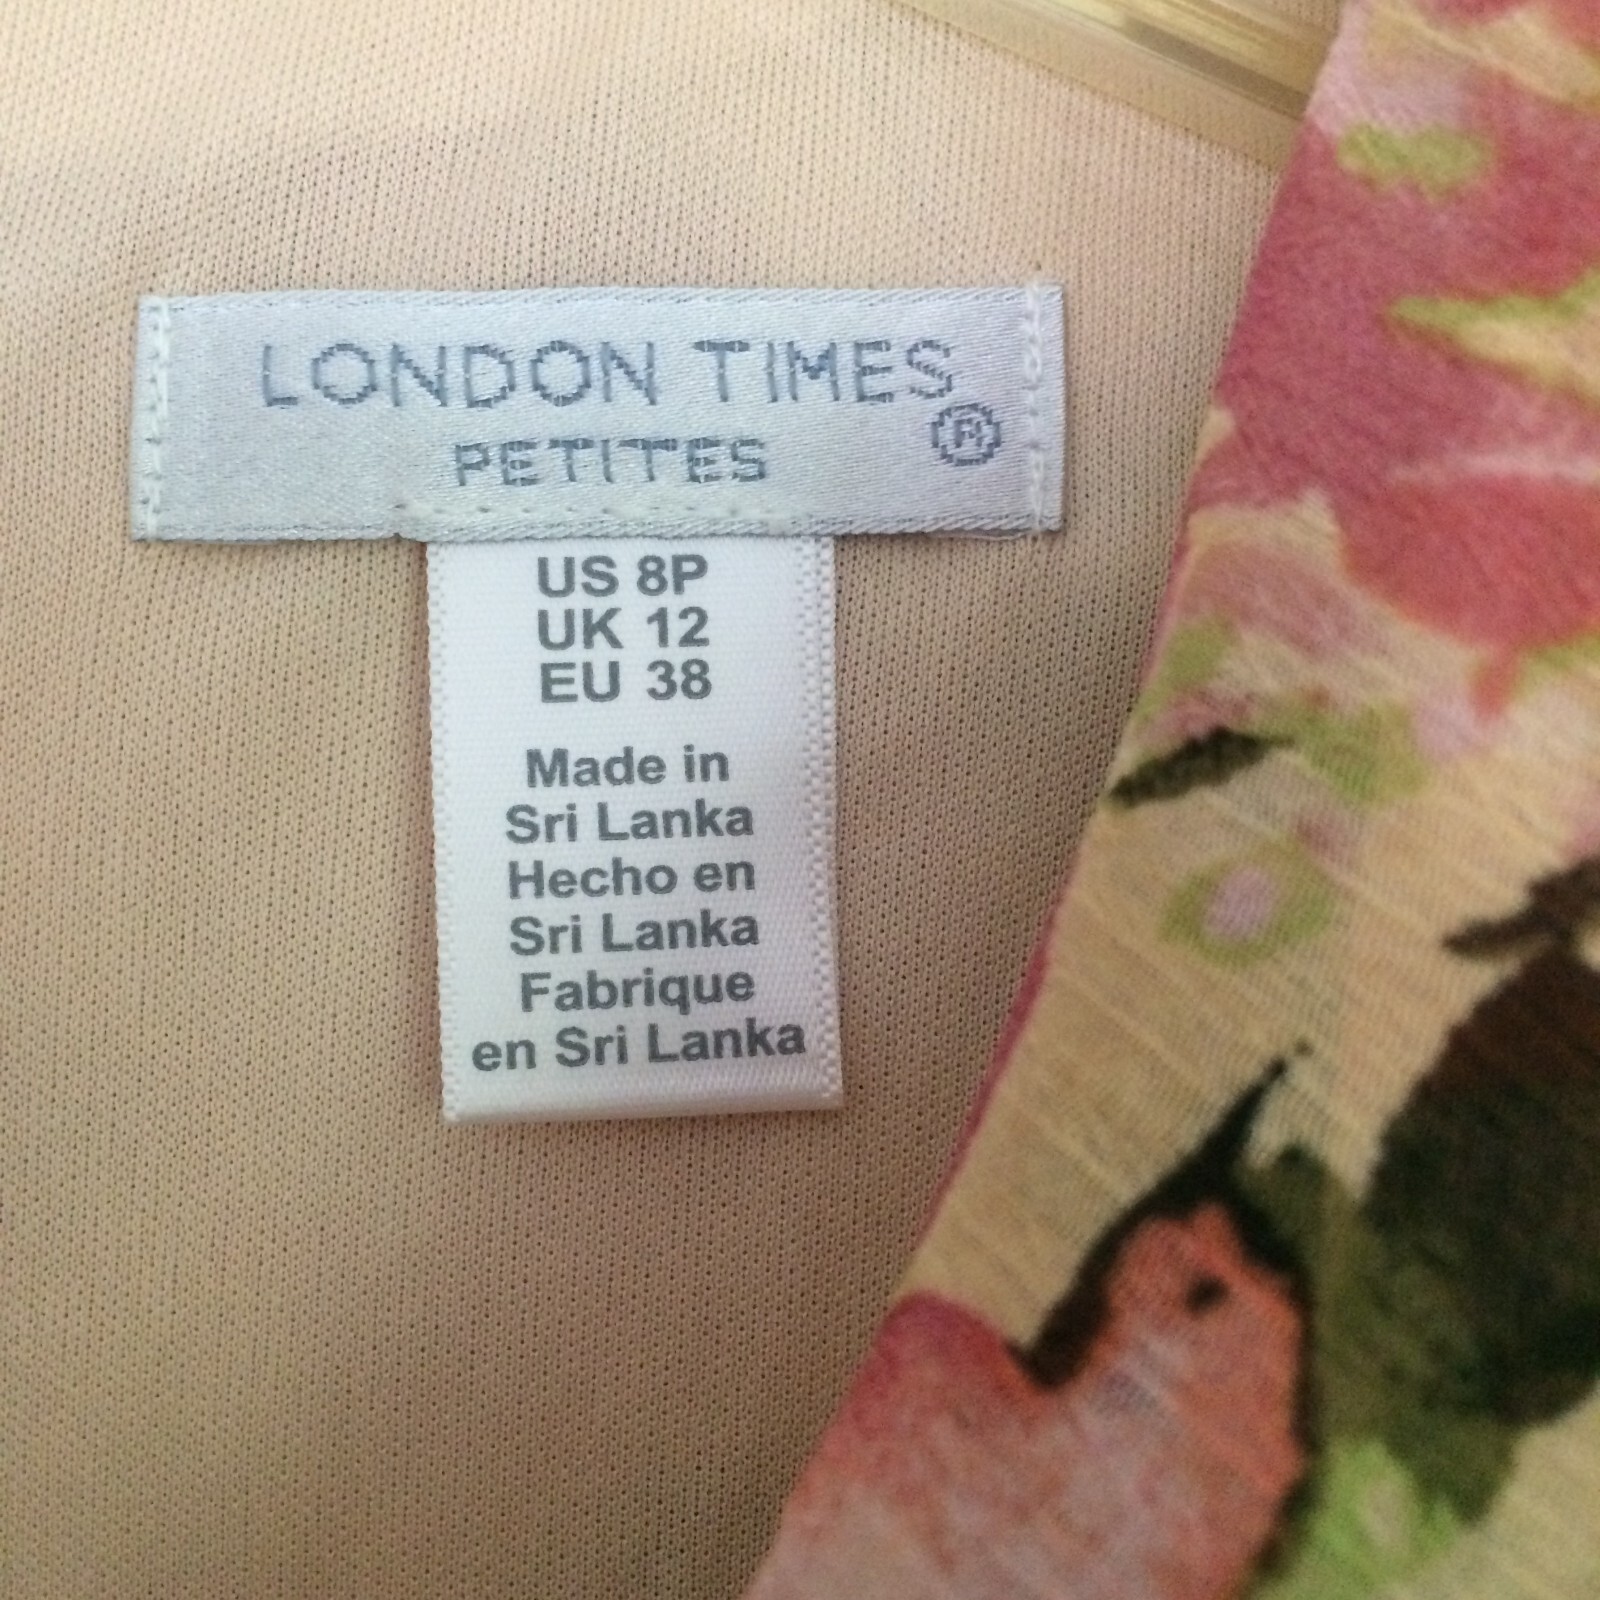 LONDON TIMES
PETITES ®
US 8P
UK 12
EU 38
Made in
Sri Lanka
Hecho en
Sri Lanka
Fabrique
en Sri Lanka